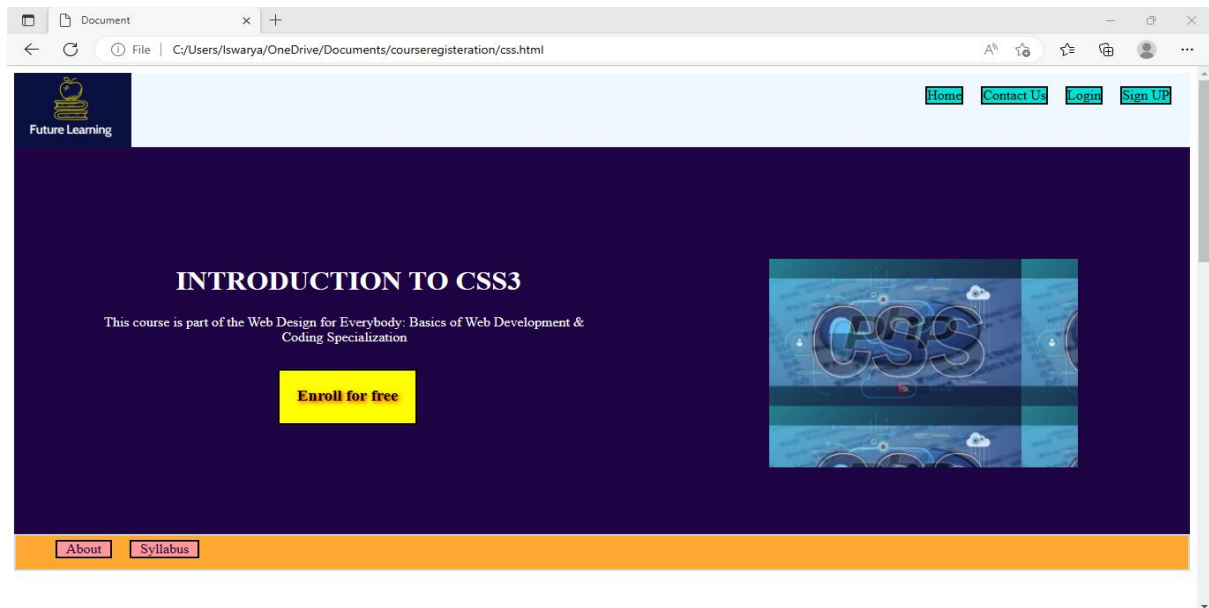 Document
File
C:/Users/Iswarya/OneDrive/Documents/courseregisteration/css.html
Future Learning
Home Contact Us Login Sign UP
INTRODUCTION TO CSS3
This course is part of the Web Design for Everybody: Basics of Web Development &
Coding Specialization
Enroll for free
php
CSS
About Syllabus